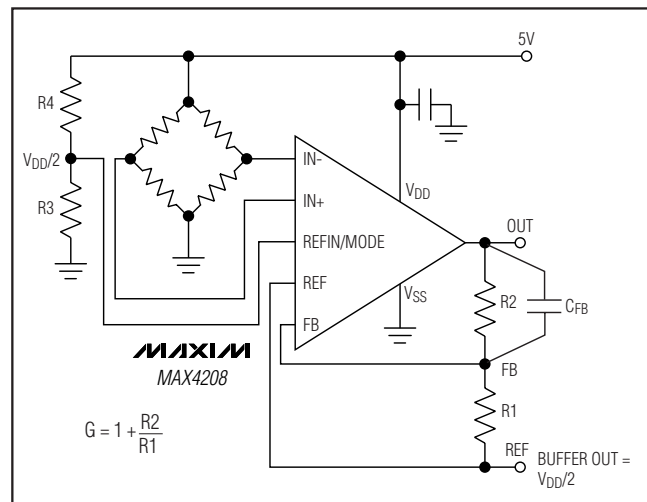 5V
R4
VDD/2
R3
IN-
IN+
REFIN/MODE
REF
FB
VDD
VSS
OUT
R2
CFB
FB
R1
REF
BUFFER OUT =
VDD/2
MAXIM
MAX4208
G = 1 + R2/R1